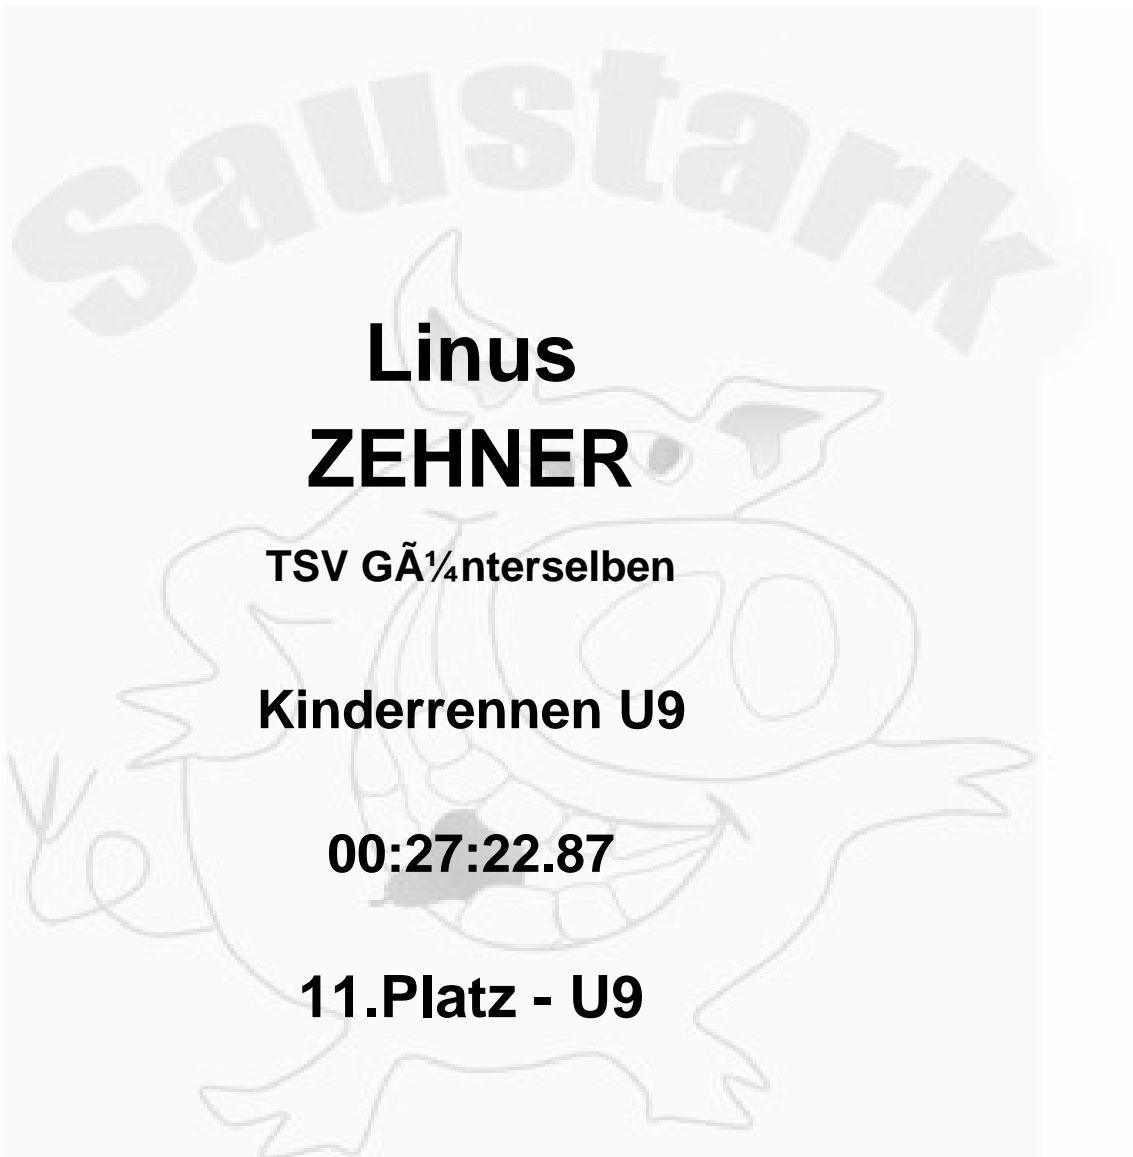 Saustark
Linus
ZEHNER
TSV GÃ¼nterselben
Kinderrennen U9
00:27:22.87
11.Platz - U9